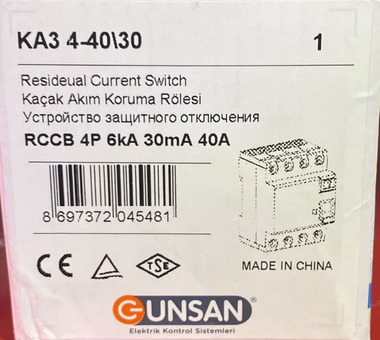 KA3 4-40\30 1
Resideual Current Switch
Kaçak Akım Koruma Rölesi
Устройство защитного отключения
RCCB 4P 6kA 30mA 40A
8 697372 045481
CE TSE
MADE IN CHINA
GUNSAN
Elektrik Kontrol Sistemleri